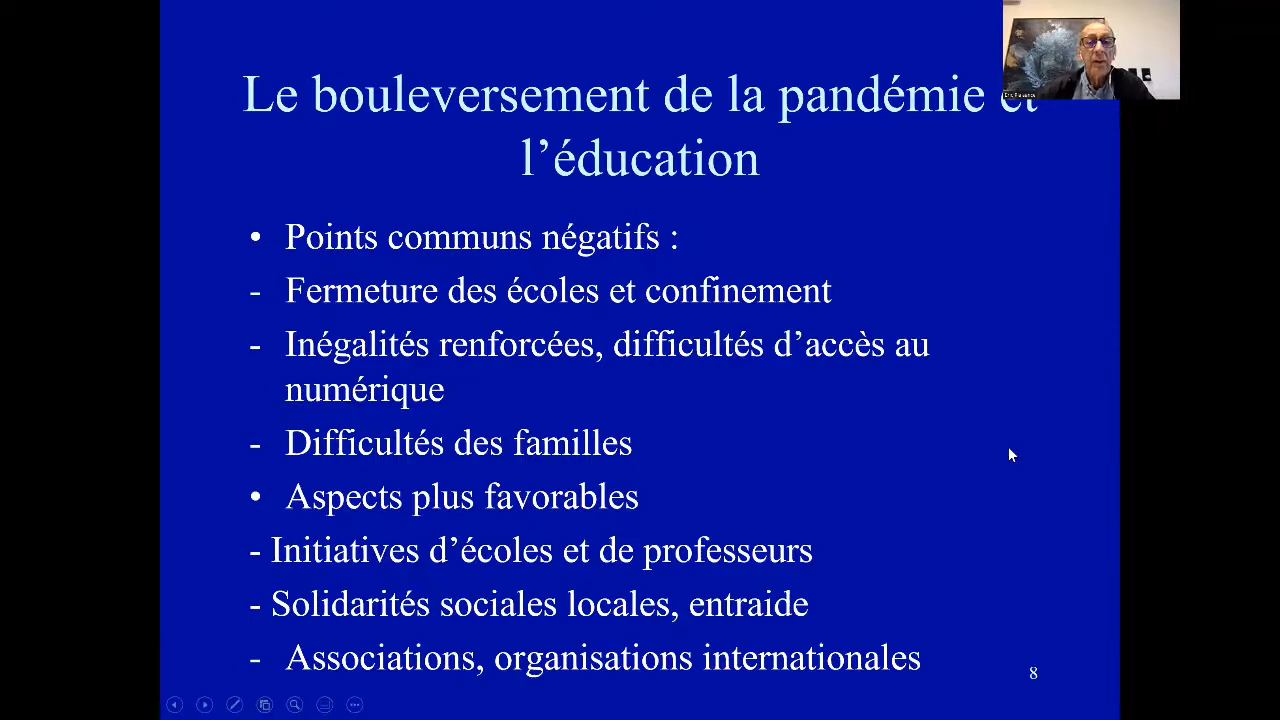 Le bouleversement de la pandémie et
l’éducation
• Points communs négatifs :
- Fermeture des écoles et confinement
- Inégalités renforcées, difficultés d’accès au
numérique
- Difficultés des familles
• Aspects plus favorables
- Initiatives d’écoles et de professeurs
- Solidarités sociales locales, entraide
- Associations, organisations internationales
8
Eric Plaisance